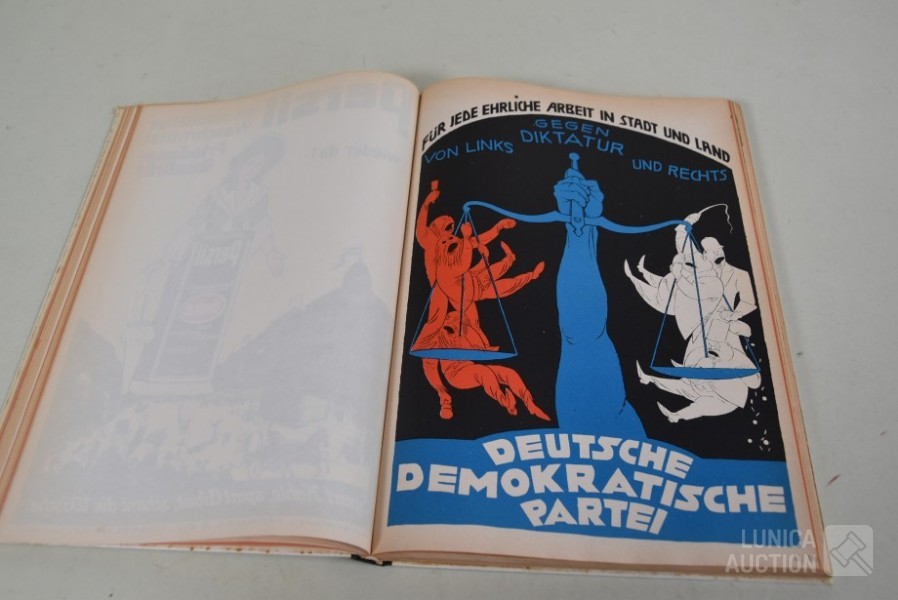 FÜR JEDE EHRLICHE ARBEIT IN STADT UND LAND
GEGEN
VON LINKS DIKTATUR UND RECHTS
DEUTSCHE
DEMOKRATISCHE
PARTEI
LUNICA
AUCTION